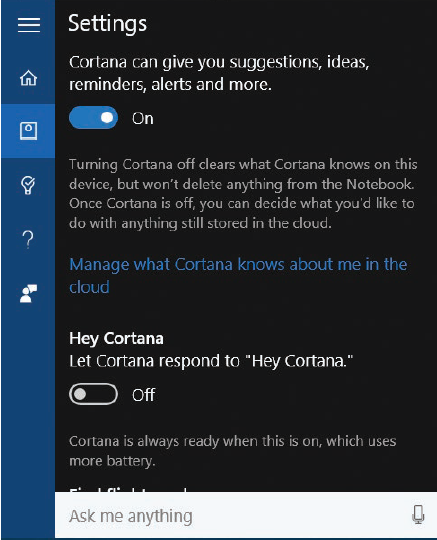 Settings
Cortana can give you suggestions, ideas,
reminders, alerts and more.
On
Turning Cortana off clears what Cortana knows on this
device, but won't delete anything from the Notebook.
Once Cortana is off, you can decide what you'd like to
do with anything still stored in the cloud.
Manage what Cortana knows about me in the
cloud
Hey Cortana
Let Cortana respond to "Hey Cortana."
Off
Cortana is always ready when this is on, which uses
more battery.
Ask me anything